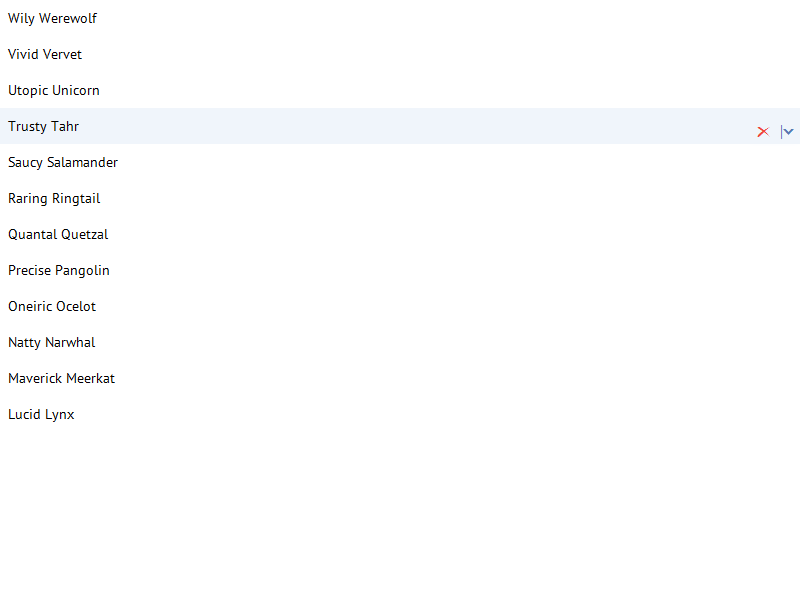 Wily Werewolf
Vivid Vervet
Utopic Unicorn
Trusty Tahr
Saucy Salamander
Raring Ringtail
Quantal Quetzal
Precise Pangolin
Oneiric Ocelot
Natty Narwhal
Maverick Meerkat
Lucid Lynx